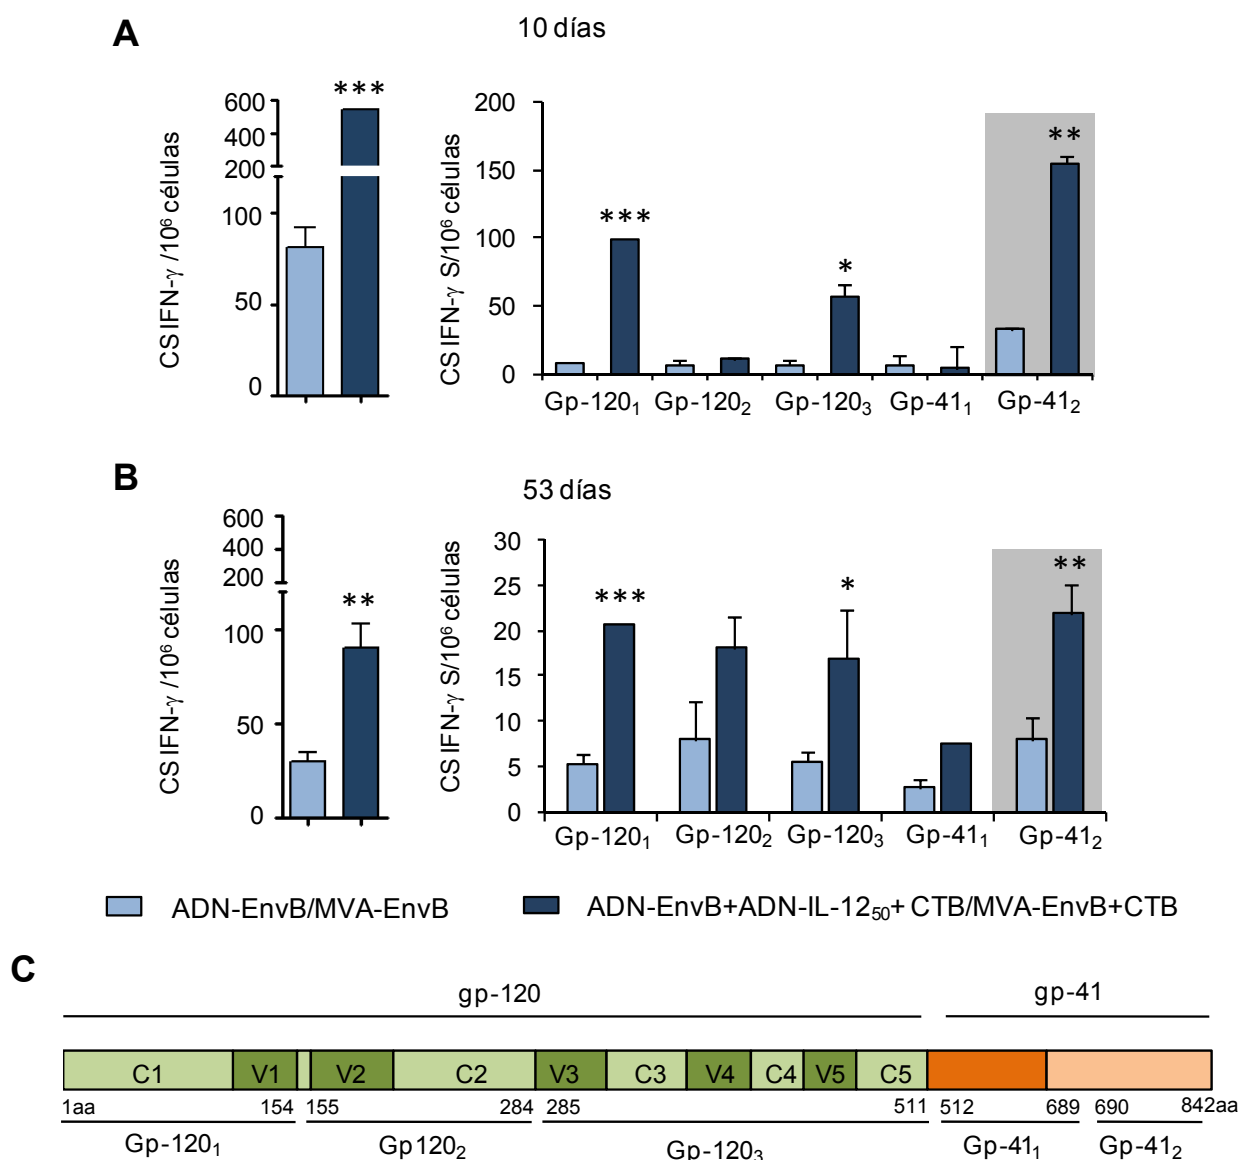 A
10 días
CS IFN-γ /10⁶ células
600
400
200
100
50
0
***
CS IFN-γ S/10⁶ células
200
150
100
50
0
***
*
**
Gp-120₁ Gp-120₂ Gp-120₃ Gp-41₁ Gp-41₂
B
53 días
CS IFN-γ /10⁶ células
600
400
200
100
50
0
**
CS IFN-γ S/10⁶ células
30
25
20
15
10
5
0
***
*
**
Gp-120₁ Gp-120₂ Gp-120₃ Gp-41₁ Gp-41₂
ADN-EnvB/MVA-EnvB
ADN-EnvB+ADN-IL-12₅₀+ CTB/MVA-EnvB+CTB
C
gp-120 gp-41
C1 V1 V2 C2 V3 C3 V4 C4 V5 C5
1aa 154 155 284 285 511 512 689 690 842aa
Gp-120₁ Gp120₂ Gp-120₃ Gp-41₁ Gp-41₂